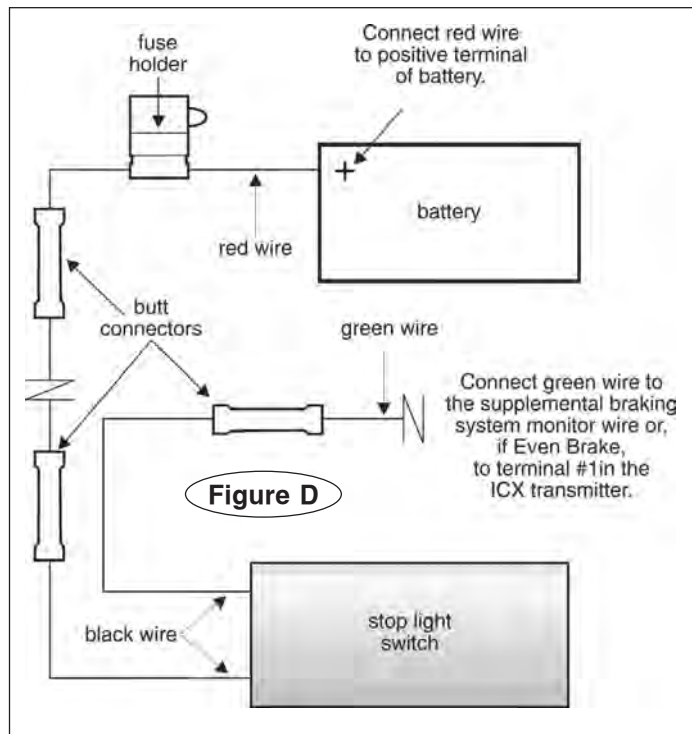 fuse
holder
Connect red wire
to positive terminal
of battery.
+
battery
red wire
butt
connectors
green wire
Connect green wire to
the supplemental braking
system monitor wire or,
if Even Brake,
to terminal #1in the
ICX transmitter.
Figure D
black wire
stop light
switch